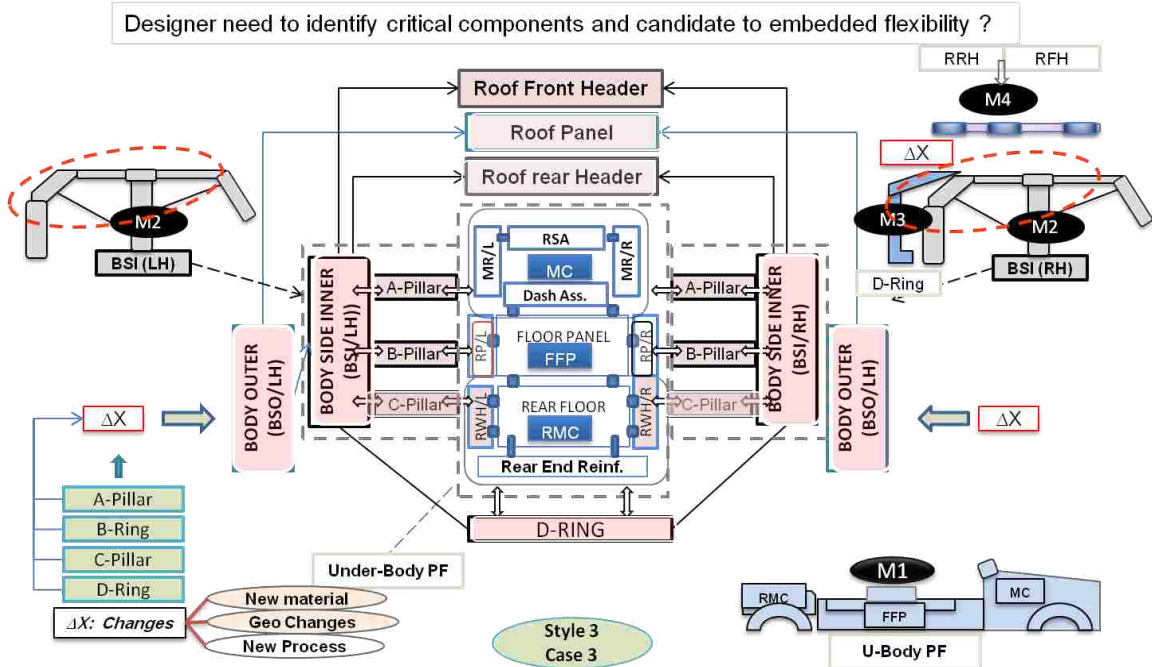 Designer need to identify critical components and candidate to embedded flexibility ?
RRH
RFH
M4
Roof Front Header
Roof Panel
Roof rear Header
ΔX
M2
BSI (LH)
M3
M2
BSI (RH)
D-Ring
MR/L
RSA
MC
MR/R
Dash Ass.
A-Pillar
A-Pillar
BODY SIDE INNER
(BSI/LH))
BODY SIDE INNER
(BSI/RH)
B-Pillar
RP/L
FLOOR PANEL
FFP
RP/R
B-Pillar
BODY OUTER
(BSO/LH)
BODY OUTER
(BSO/LH)
C-Pillar
RWH/L
REAR FLOOR
RMC
RWH/R
C-Pillar
Rear End Reinf.
ΔX
ΔX
A-Pillar
B-Ring
C-Pillar
D-Ring
D-RING
Under-Body PF
ΔX: Changes
New material
Geo Changes
New Process
Style 3
Case 3
M1
RMC
FFP
MC
U-Body PF